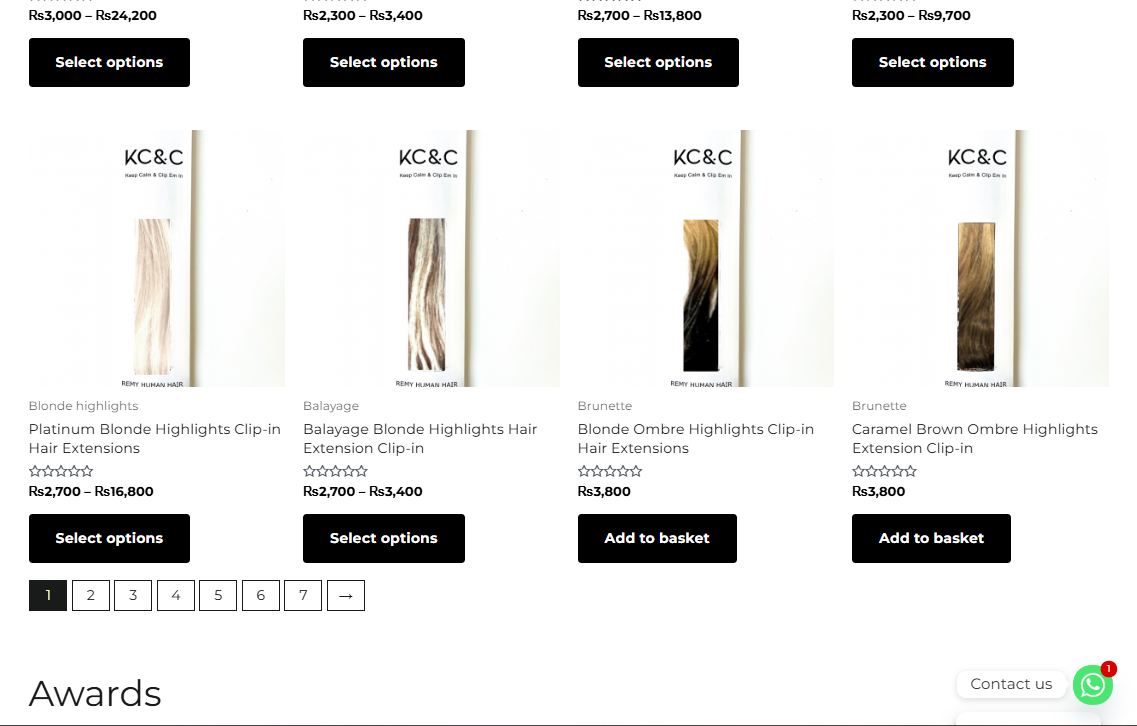 ₨3,000 – ₨24,200
₨2,300 – ₨3,400
₨2,700 – ₨13,800
₨2,300 – ₨9,700
Select options
Select options
Select options
Select options
KC&C
Keep Calm & Clip Em In
REMY HUMAN HAIR
KC&C
Keep Calm & Clip Em In
REMY HUMAN HAIR
KC&C
Keep Calm & Clip Em In
REMY HUMAN HAIR
KC&C
Keep Calm & Clip Em In
REMY HUMAN HAIR
Blonde highlights
Platinum Blonde Highlights Clip-in
Hair Extensions
₨2,700 – ₨16,800
Select options
Balayage
Balayage Blonde Highlights Hair
Extension Clip-in
₨2,700 – ₨3,400
Select options
Brunette
Blonde Ombre Highlights Clip-in
Hair Extensions
₨3,800
Add to basket
Brunette
Caramel Brown Ombre Highlights
Extension Clip-in
₨3,800
Add to basket
1 2 3 4 5 6 7 →
Awards
Contact us
1